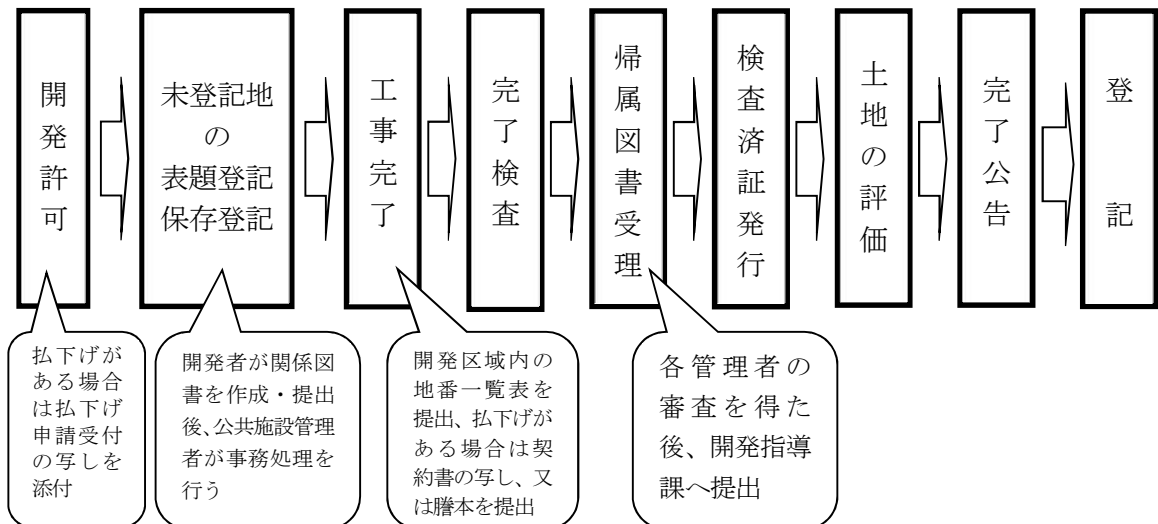 開発許可
未登記地
の
表題登記
保存登記
工事完了
完了検査
帰属図書受理
検査済証発行
土地の評価
完了公告
登記
払下げが
ある場合
は払下げ
申請受付
の写しを
添付
開発者が関係図
書を作成・提出
後、公共施設管理
者が事務処理を
行う
開発区域内の
地番一覧表を
提出、払下げが
ある場合は契
約書の写し、又
は謄本を提出
各管理者の
審査を得た
後、開発指導
課へ提出